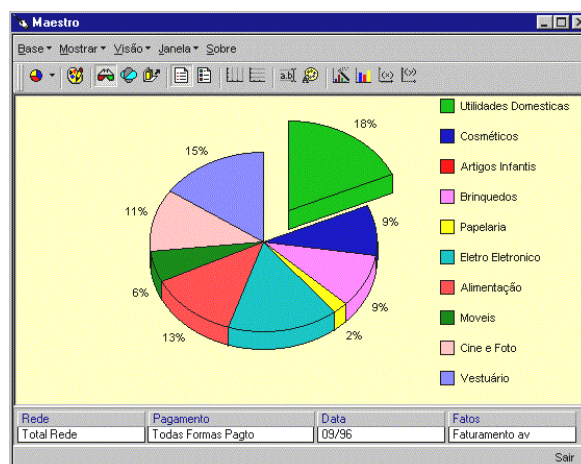 Maestro
Base Mostrar Visão Janela Sobre
a.b]
Utilidades Domesticas
Cosméticos
Artigos Infantis
Brinquedos
Papelaria
Eletro Eletronico
Alimentação
Moveis
Cine e Foto
Vestuário
18%
15%
11%
6%
13%
2%
9%
9%
Rede Pagamento Data Fatos
Total Rede Todas Formas Pagto 09/96 Faturamento av
Sair